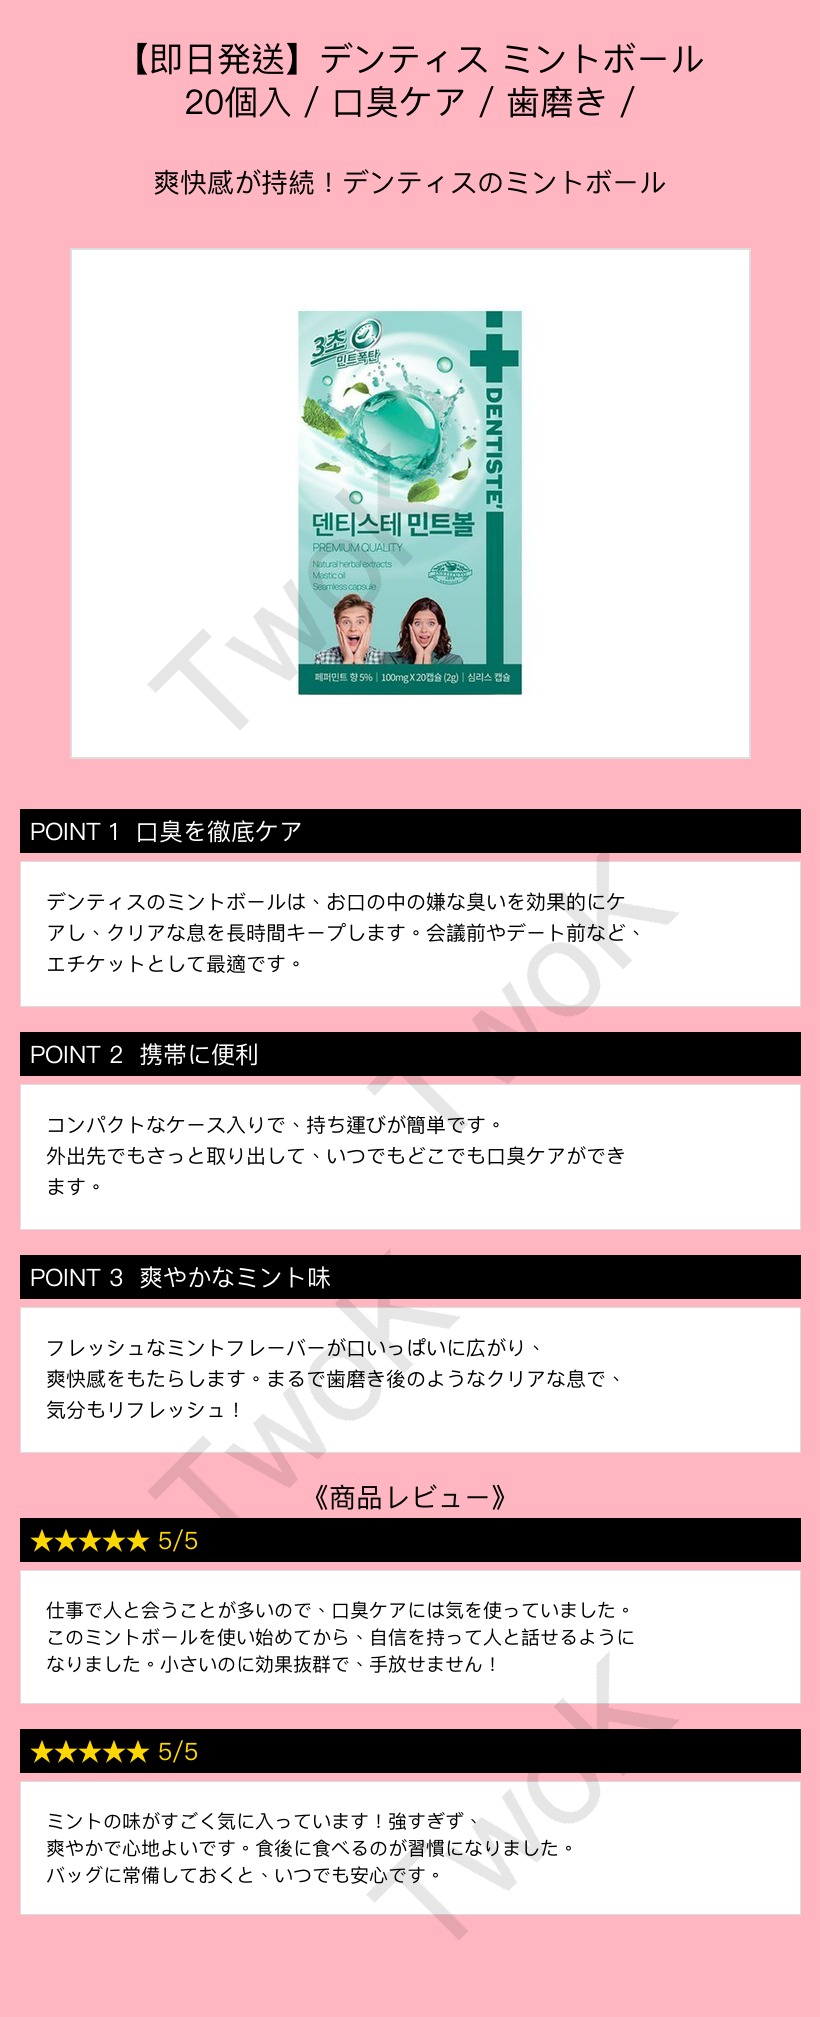 【即日発送】デンティス ミントボール
20個入 / 口臭ケア / 歯磨き /
爽快感が持続！デンティスのミントボール
3초
민트폭탄
DENTISTE'
덴티스테 민트볼
PREMIUM QUALITY
Natural herbal extracts
Mastic oil
Seamless capsule
페퍼민트 향 5% | 100mg X 20캡슐 (2g) | 심리스 캡슐
TwoK
POINT 1 口臭を徹底ケア
デンティスのミントボールは、お口の中の嫌な臭いを効果的にケ
アし、クリアな息を長時間キープします。会議前やデート前など、
エチケットとして最適です。
TwoK
POINT 2 携帯に便利
コンパクトなケース入りで、持ち運びが簡単です。
外出先でもさっと取り出して、いつでもどこでも口臭ケアができ
ます。
POINT 3 爽やかなミント味
フレッシュなミントフレーバーが口いっぱいに広がり、
爽快感をもたらします。まるで歯磨き後のようなクリアな息で、
気分もリフレッシュ！
TwoK
《商品レビュー》
★★★★★ 5/5
仕事で人と会うことが多いので、口臭ケアには気を使っていました。
このミントボールを使い始めてから、自信を持って人と話せるように
なりました。小さいのに効果抜群で、手放せません！
★★★★★ 5/5
ミントの味がすごく気に入っています！強すぎず、
爽やかで心地よいです。食後に食べるのが習慣になりました。
バッグに常備しておくと、いつでも安心です。
TwoK